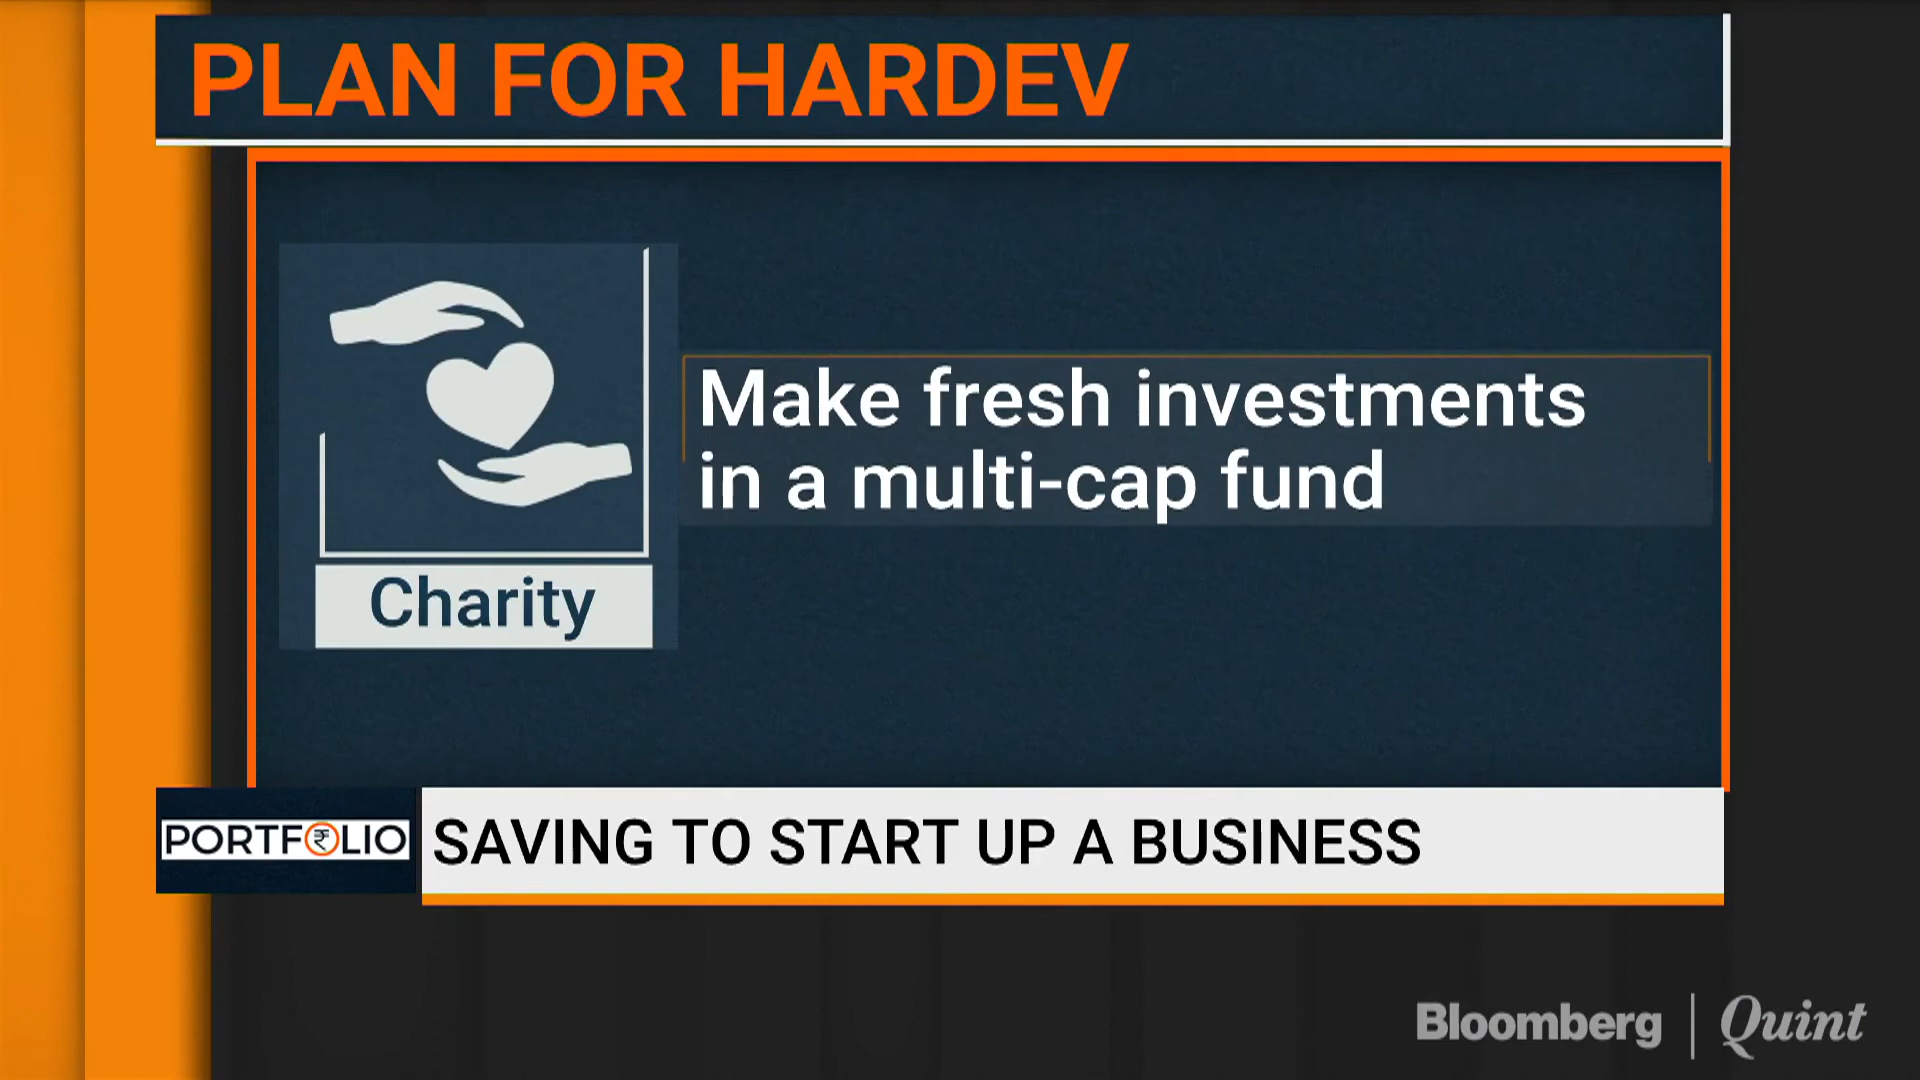 PLAN FOR HARDEV
Make fresh investments
in a multi-cap fund
Charity
PORTF₹LIO
SAVING TO START UP A BUSINESS
Bloomberg | Quint